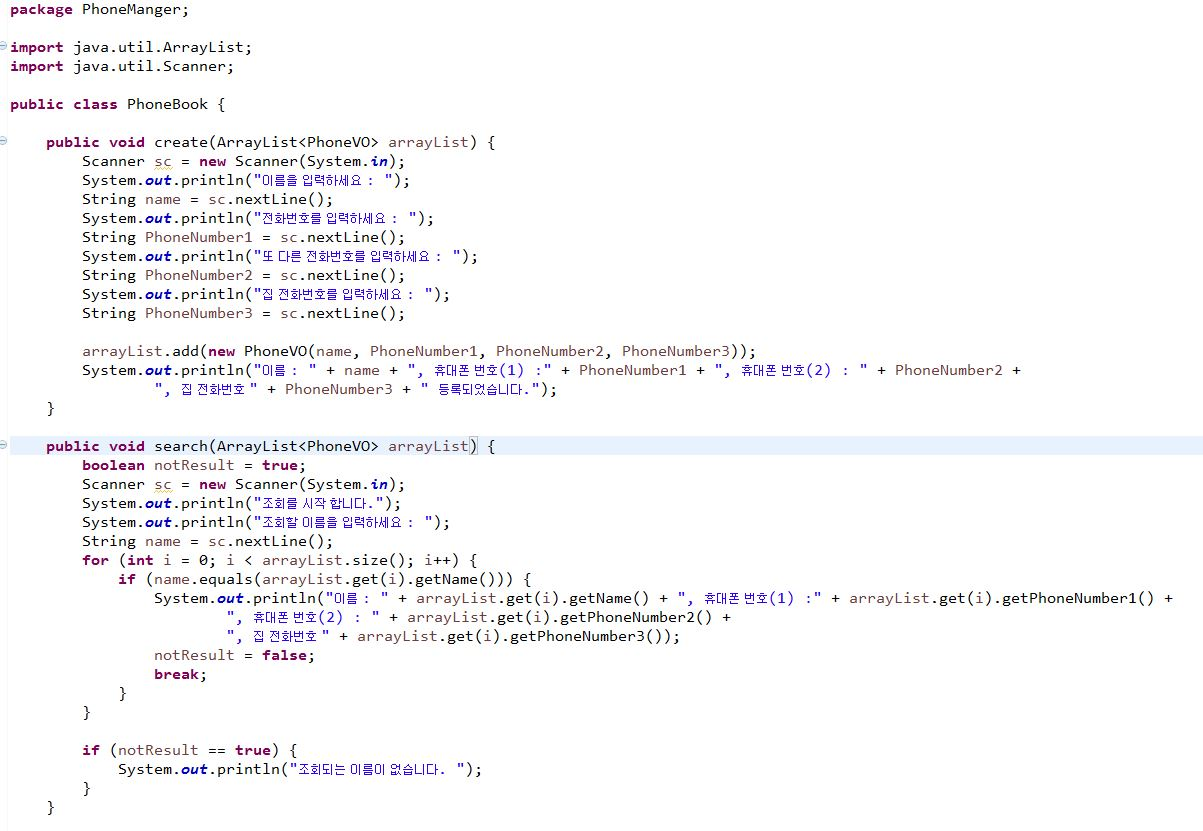 package PhoneManger;
import java.util.ArrayList;
import java.util.Scanner;
public class PhoneBook {
public void create(ArrayList<PhoneVO> arrayList) {
Scanner sc = new Scanner(System.in);
System.out.println("이름을 입력하세요 : ");
String name = sc.nextLine();
System.out.println("전화번호를 입력하세요 : ");
String PhoneNumber1 = sc.nextLine();
System.out.println("또 다른 전화번호를 입력하세요 : ");
String PhoneNumber2 = sc.nextLine();
System.out.println("집 전화번호를 입력하세요 : ");
String PhoneNumber3 = sc.nextLine();
arrayList.add(new PhoneVO(name, PhoneNumber1, PhoneNumber2, PhoneNumber3));
System.out.println("이름 : " + name + ", 휴대폰 번호(1) :" + PhoneNumber1 + ", 휴대폰 번호(2) : " + PhoneNumber2 +
", 집 전화번호 " + PhoneNumber3 + " 등록되었습니다.");
}
public void search(ArrayList<PhoneVO> arrayList) {
boolean notResult = true;
Scanner sc = new Scanner(System.in);
System.out.println("조회를 시작 합니다.");
System.out.println("조회할 이름을 입력하세요 : ");
String name = sc.nextLine();
for (int i = 0; i < arrayList.size(); i++) {
if (name.equals(arrayList.get(i).getName())) {
System.out.println("이름 : " + arrayList.get(i).getName() + ", 휴대폰 번호(1) :" + arrayList.get(i).getPhoneNumber1() +
", 휴대폰 번호(2) : " + arrayList.get(i).getPhoneNumber2() +
", 집 전화번호 " + arrayList.get(i).getPhoneNumber3());
notResult = false;
break;
}
}
if (notResult == true) {
System.out.println("조회되는 이름이 없습니다. ");
}
}